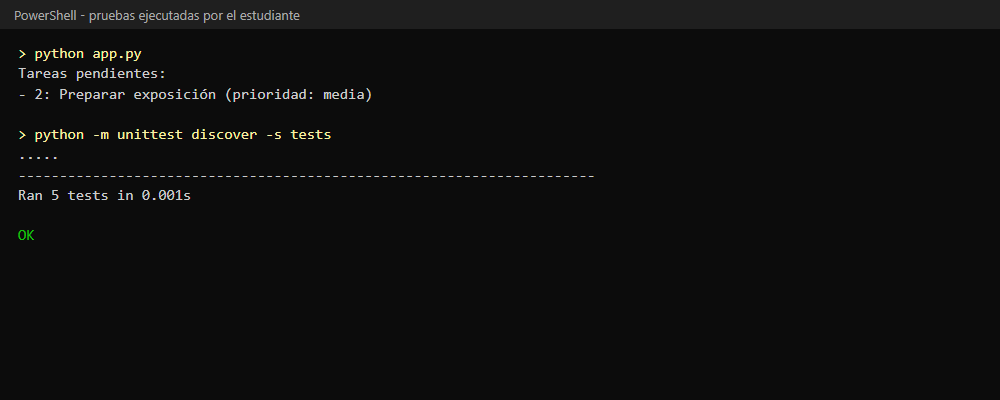 PowerShell - pruebas ejecutadas por el estudiante
> python app.py
Tareas pendientes:
- 2: Preparar exposición (prioridad: media)
> python -m unittest discover -s tests
.....
----------------------------------------------------------------------
Ran 5 tests in 0.001s
OK